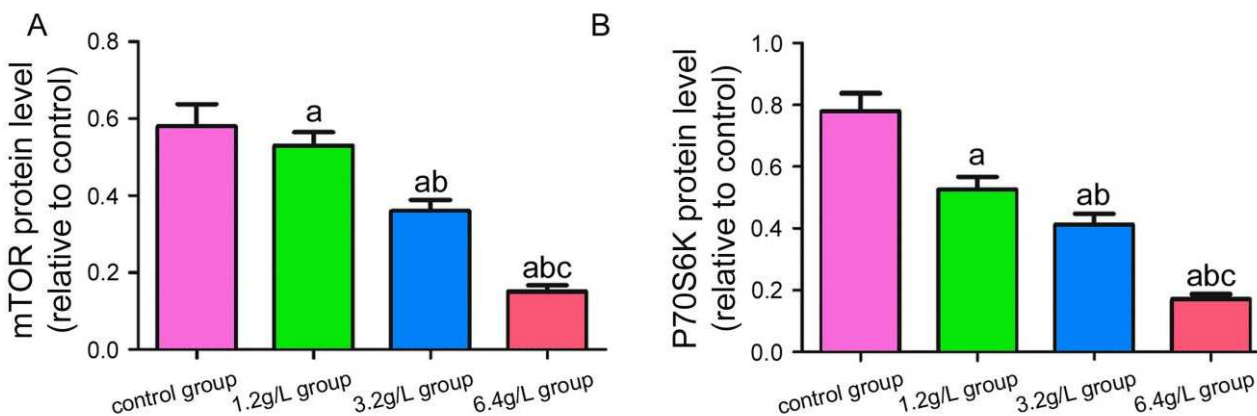 A
mTOR protein level
(relative to control)
0.8
0.6
0.4
0.2
0.0
a
ab
abc
control group
1.2g/L group
3.2g/L group
6.4g/L group
B
P70S6K protein level
(relative to control)
1.0
0.8
0.6
0.4
0.2
0.0
a
ab
abc
control group
1.2g/L group
3.2g/L group
6.4g/L group